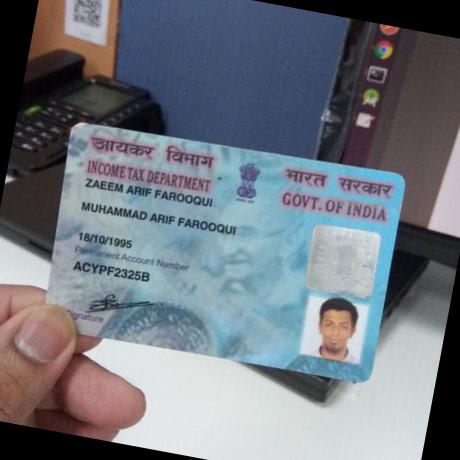 आयकर विभाग
INCOME TAX DEPARTMENT
भारत सरकार
GOVT. OF INDIA
ZAEEM ARIF FAROOQUI
MUHAMMAD ARIF FAROOQUI
18/10/1995
Permanent Account Number
ACYPF2325B
Signature